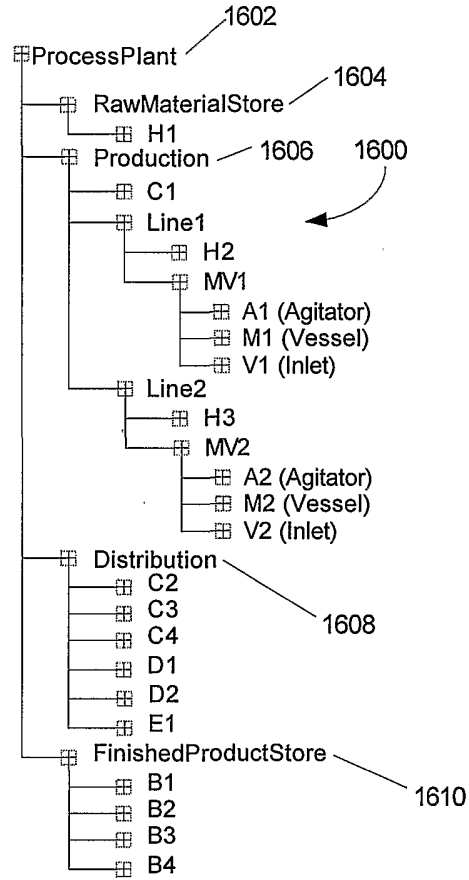 1602
ProcessPlant
1604
RawMaterialStore
H1
Production
1606
1600
C1
Line1
H2
MV1
A1 (Agitator)
M1 (Vessel)
V1 (Inlet)
Line2
H3
MV2
A2 (Agitator)
M2 (Vessel)
V2 (Inlet)
Distribution
C2
C3
1608
C4
D1
D2
E1
FinishedProductStore
B1
1610
B2
B3
B4